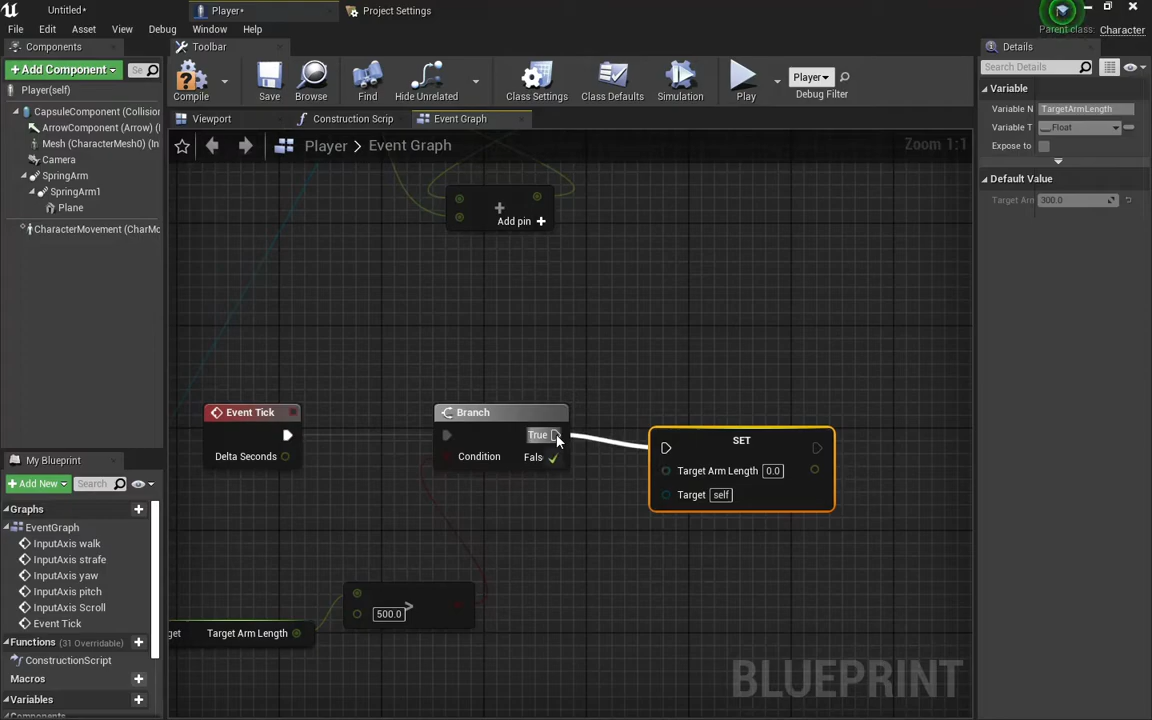 Untitled*
Player*
Project Settings
File Edit Asset View Debug Window Help
Parent class: Character
Components
Toolbar
Details
+ Add Component
Se
Search Details
Compile
Save
Browse
Find
Hide Unrelated
Class Settings
Class Defaults
Simulation
Play
Player
Debug Filter
Player(self)
CapsuleComponent (Collision
ArrowComponent (Arrow) (I
Mesh (CharacterMesh0) (In
Camera
SpringArm
SpringArm1
Plane
CharacterMovement (CharMo
Variable
Variable N
TargetArmLength
Variable T
Float
Expose to
Default Value
Target Arm
300.0
Viewport
Construction Scrip
Event Graph
Player > Event Graph
Zoom 1:1
+
Add pin +
Event Tick
Delta Seconds
Branch
True
Condition
Fals
SET
Target Arm Length 0.0
Target self
>
500.0
get
Target Arm Length
My Blueprint
+ Add New
Search
Graphs
EventGraph
InputAxis walk
InputAxis strafe
InputAxis yaw
InputAxis pitch
InputAxis Scroll
Event Tick
Functions (31 Overridable)
ConstructionScript
Macros
Variables
Components
BLUEPRINT